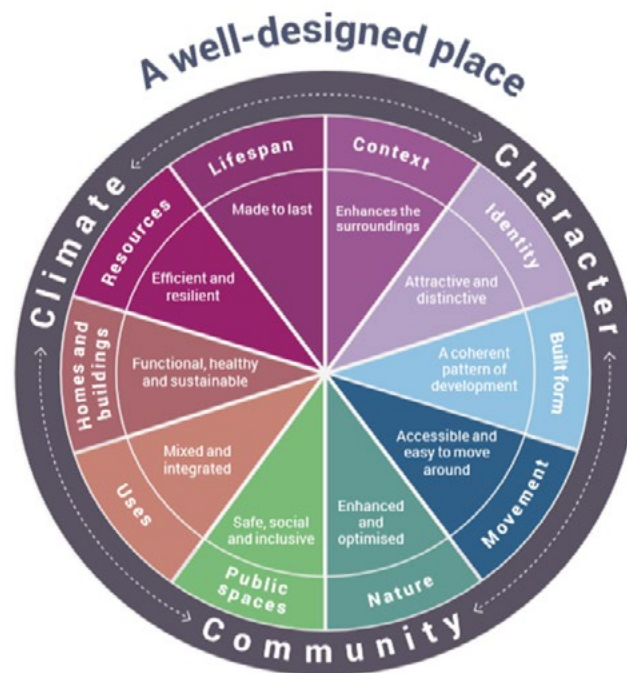 A well-designed place
Climate
Character
Community
Context
Enhances the
surroundings
Identity
Attractive and
distinctive
Built form
A coherent
pattern of
development
Movement
Accessible and
easy to move
around
Nature
Enhanced
and
optimised
Public
spaces
Safe, social
and inclusive
Uses
Mixed and
integrated
Homes and
buildings
Functional, healthy
and sustainable
Resources
Efficient and
resilient
Lifespan
Made to last